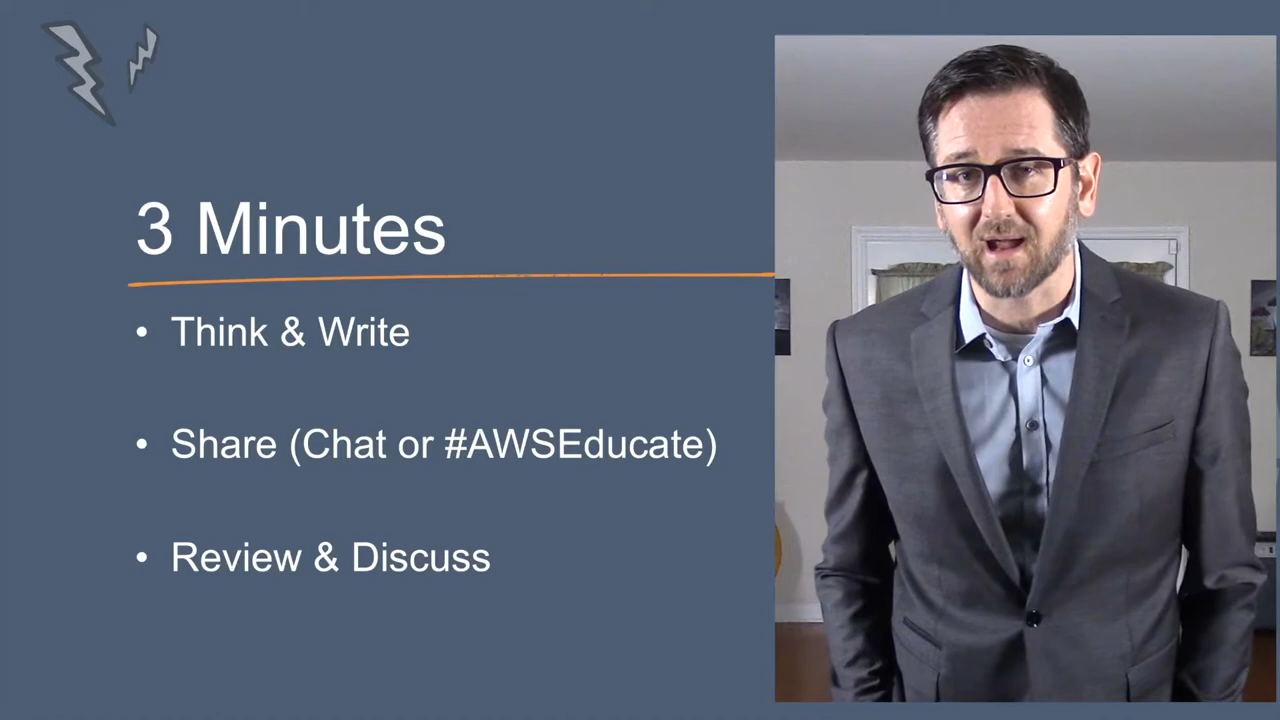 3 Minutes
• Think & Write
• Share (Chat or #AWSEducate)
• Review & Discuss